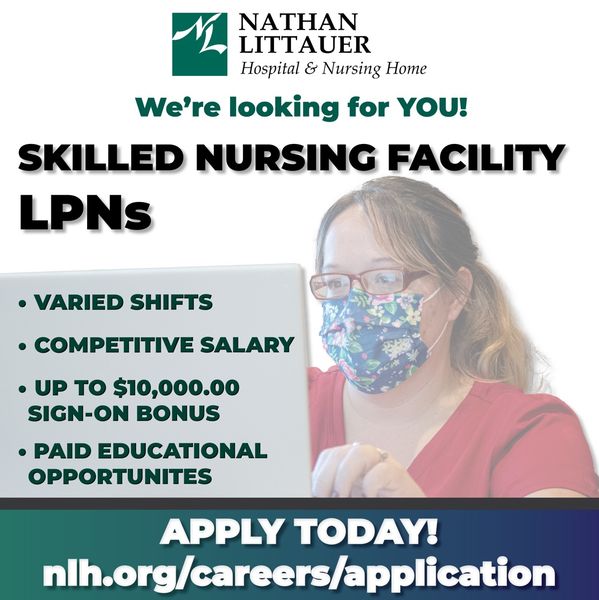 NATHAN
LITTAUER
Hospital & Nursing Home
We're looking for YOU!
SKILLED NURSING FACILITY
LPNs
• VARIED SHIFTS
• COMPETITIVE SALARY
• UP TO $10,000.00
SIGN-ON BONUS
• PAID EDUCATIONAL
OPPORTUNITES
APPLY TODAY!
nlh.org/careers/application